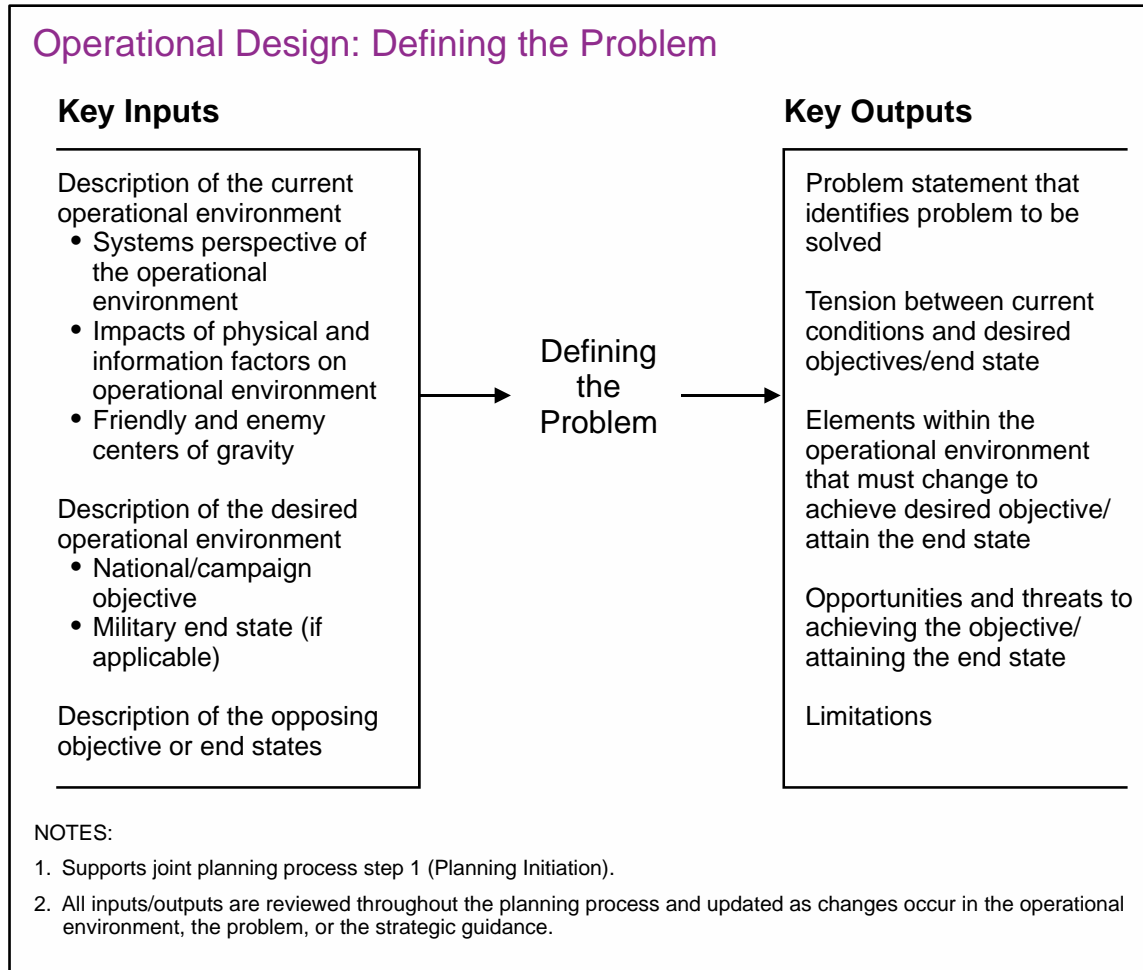 Operational Design: Defining the Problem
Key Inputs
Description of the current
operational environment
• Systems perspective of
the operational
environment
• Impacts of physical and
information factors on
operational environment
• Friendly and enemy
centers of gravity
Description of the desired
operational environment
• National/campaign
objective
• Military end state (if
applicable)
Description of the opposing
objective or end states
Defining
the
Problem
Key Outputs
Problem statement that
identifies problem to be
solved
Tension between current
conditions and desired
objectives/end state
Elements within the
operational environment
that must change to
achieve desired objective/
attain the end state
Opportunities and threats to
achieving the objective/
attaining the end state
Limitations
NOTES:
1. Supports joint planning process step 1 (Planning Initiation).
2. All inputs/outputs are reviewed throughout the planning process and updated as changes occur in the operational
environment, the problem, or the strategic guidance.